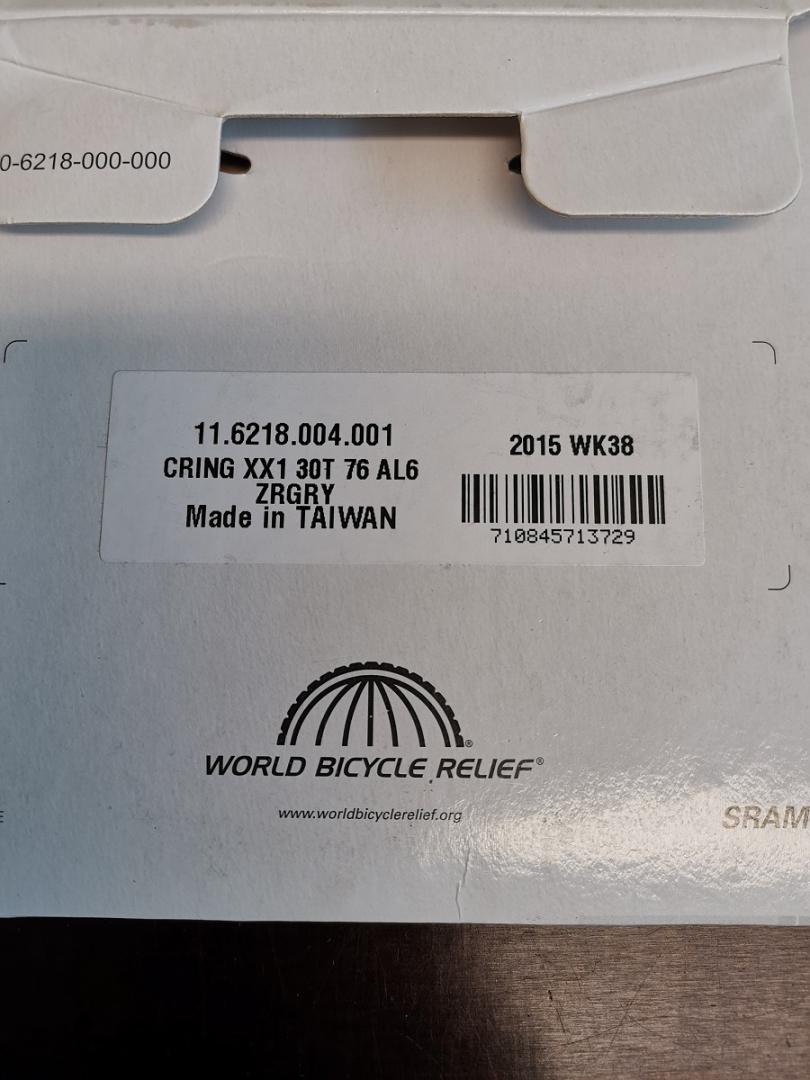 0-6218-000-000
11.6218.004.001
CRING XX1 30T 76 AL6
ZRGRY
Made in TAIWAN
2015 WK38
710845713729
®
WORLD BICYCLE RELIEF®
www.worldbicyclerelief.org
E
SRAM